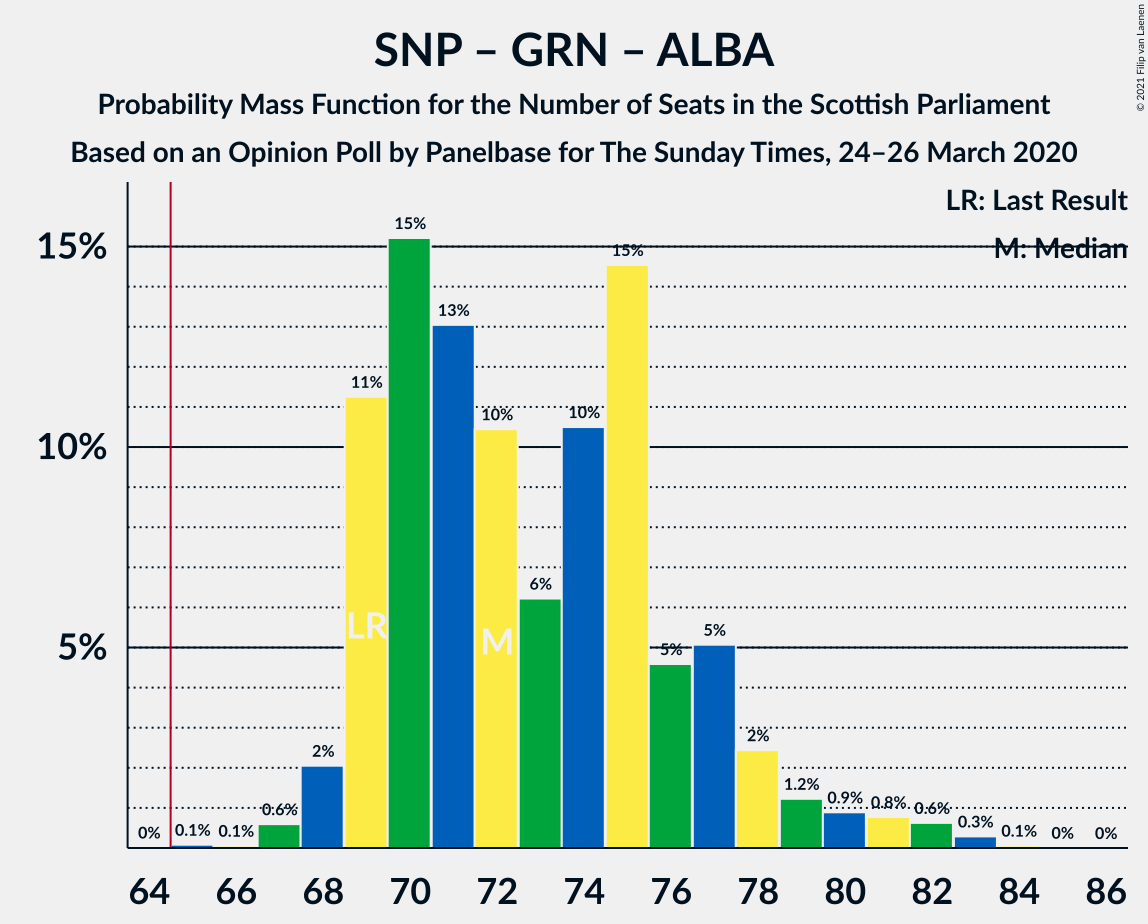 SNP – GRN – ALBA
Probability Mass Function for the Number of Seats in the Scottish Parliament
Based on an Opinion Poll by Panelbase for The Sunday Times, 24–26 March 2020
© 2021 Filip van Laenen
LR: Last Result
M: Median
15%
10%
5%
0%
0.1%
0.1%
0.6%
2%
11%
15%
13%
10%
6%
10%
15%
5%
5%
2%
1.2%
0.9%
0.8%
0.6%
0.3%
0.1%
0%
0%
LR
M
64 66 68 70 72 74 76 78 80 82 84 86